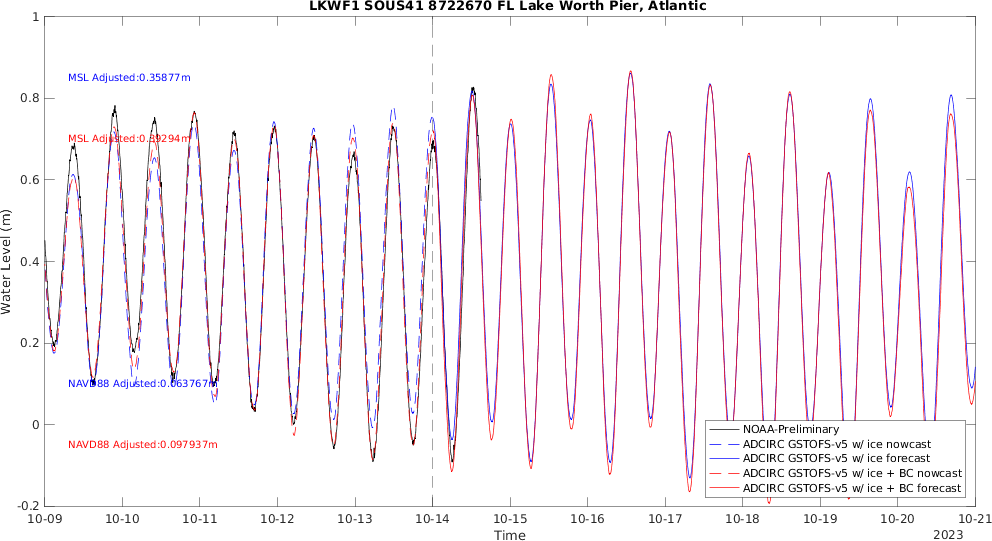 LKWF1 SOUS41 8722670 FL Lake Worth Pier, Atlantic
Water Level (m)
1
0.8
0.6
0.4
0.2
0
-0.2
MSL Adjusted:0.35877m
MSL Adjusted:0.39294m
NAVD88 Adjusted:0.063767m
NAVD88 Adjusted:0.097937m
NOAA-Preliminary
ADCIRC GSTOFS-v5 w/ ice nowcast
ADCIRC GSTOFS-v5 w/ ice forecast
ADCIRC GSTOFS-v5 w/ ice + BC nowcast
ADCIRC GSTOFS-v5 w/ ice + BC forecast
10-09 10-10 10-11 10-12 10-13 10-14 10-15 10-16 10-17 10-18 10-19 10-20 10-21
Time
2023